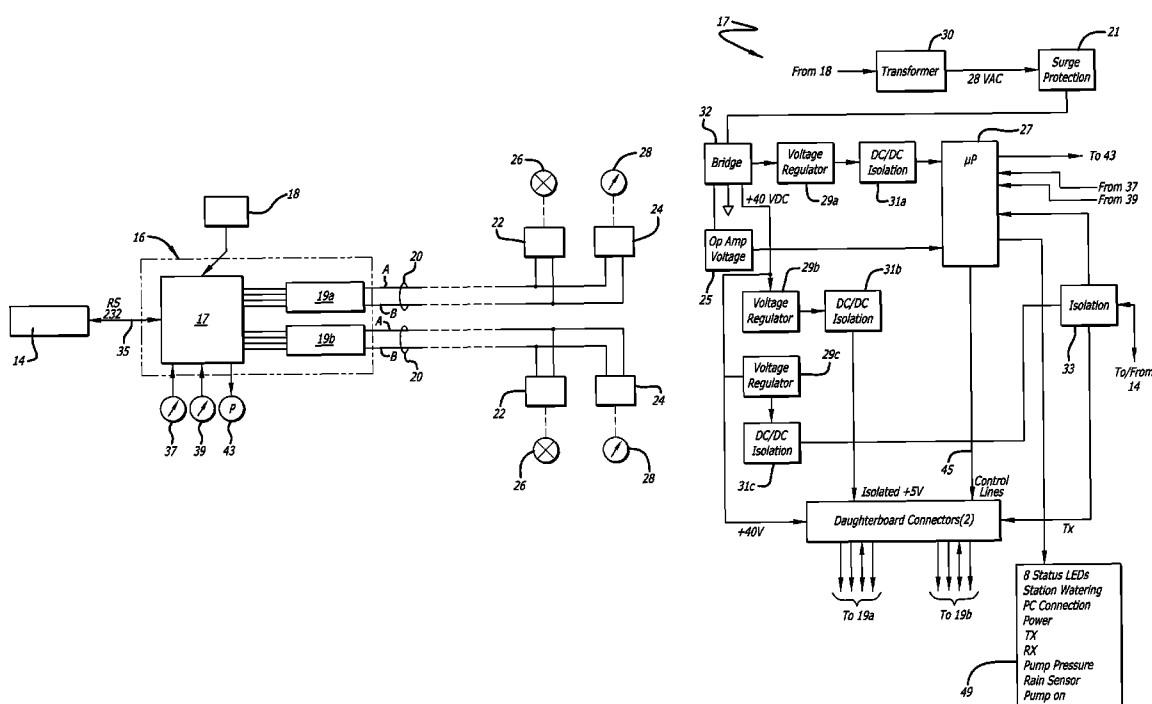 18
16
RS
232
14
35
17
19a
19b
A
B
A
B
20
20
26
28
22
24
22
24
26
28
P
37
39
43
17
From 18
30
Transformer
28 VAC
21
Surge
Protection
32
Bridge
Voltage
Regulator
29a
DC/DC
Isolation
31a
27
µP
To 43
From 37
From 39
+40 VDC
Op Amp
Voltage
25
29b
Voltage
Regulator
31b
DC/DC
Isolation
Isolation
33
To/From
14
Voltage
Regulator
29c
DC/DC
Isolation
31c
45
Isolated +5V
Control
Lines
Daughterboard Connectors(2)
+40V
Tx
To 19a
To 19b
8 Status LEDs
Station Watering
PC Connection
Power
TX
RX
Pump Pressure
Rain Sensor
Pump on
49